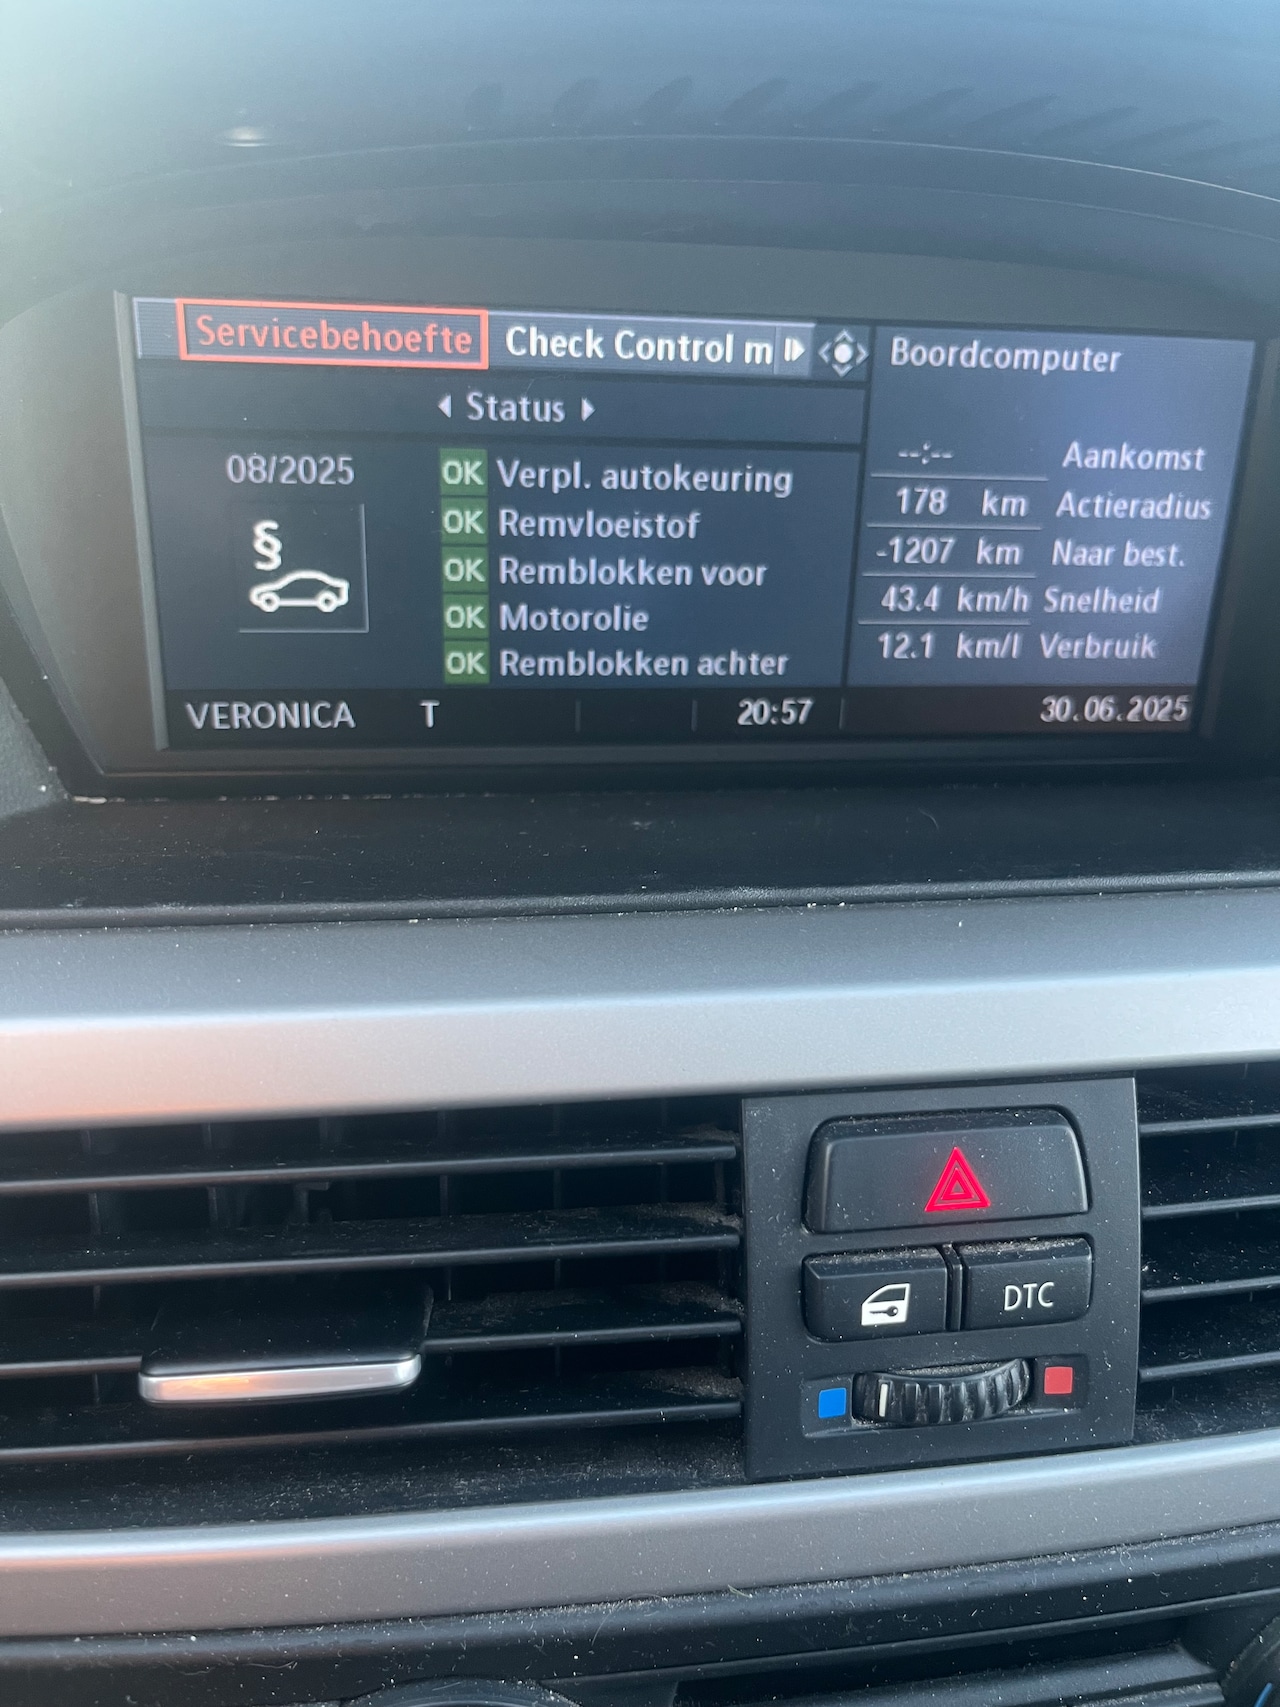 Servicebehoefte Check Control m
Status
08/2025
§
OK Verpl. autokeuring
OK Remvloeistof
OK Remblokken voor
OK Motorolie
OK Remblokken achter
VERONICA T 20:57
Boordcomputer
--:-- Aankomst
178 km Actieradius
-1207 km Naar best.
43.4 km/h Snelheid
12.1 km/l Verbruik
30.06.2025
DTC